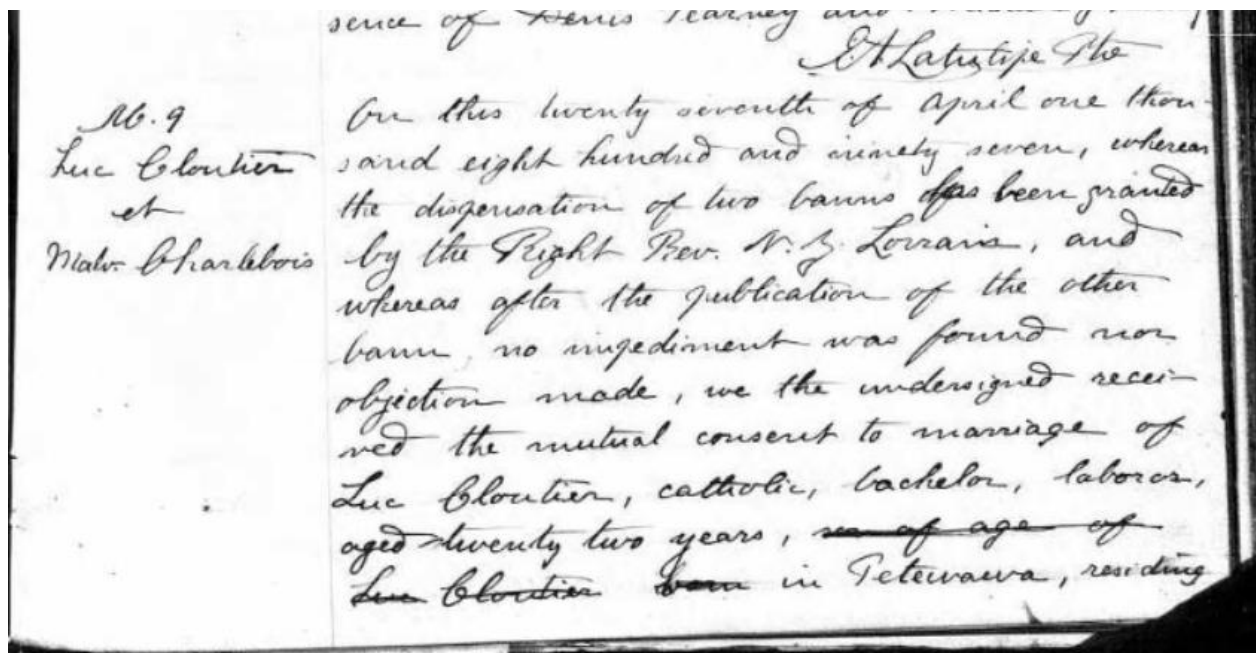 sence of Denis Kearney and
EA Latulipe Ptre
M. 9
Luc Cloutier
et
Malv. Charlebois
On this twenty seventh of April one thou-
sand eight hundred and ninety seven, whereas
the dispensation of two banns has been granted
by the Right Rev. N. Z. Lorrain, and
whereas after the publication of the other
bann, no impediment was found nor
objection made, we the undersigned recei-
ved the mutual consent to marriage of
Luc Cloutier, catholic, bachelor, laboror,
aged twenty two years, son of age of
Luc Cloutier born in Petewawa, residing